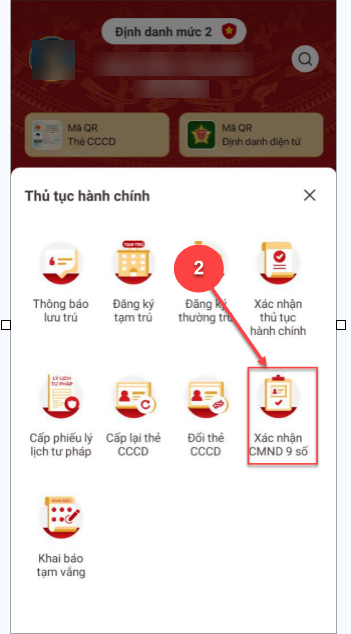 Định danh mức 2
Mã QR
Thẻ CCCD
Mã QR
Định danh điện tử
Thủ tục hành chính
TẠM TRÚ
2
Thông báo
lưu trú
Đăng ký
tạm trú
Đăng ký
thường trú
Xác nhận
thủ tục
hành chính
LÝ LỊCH
TƯ PHÁP
Cấp phiếu lý
lịch tư pháp
Cấp lại thẻ
CCCD
Đổi thẻ
CCCD
Xác nhận
CMND 9 số
KHAI BÁO
Khai báo
tạm vắng